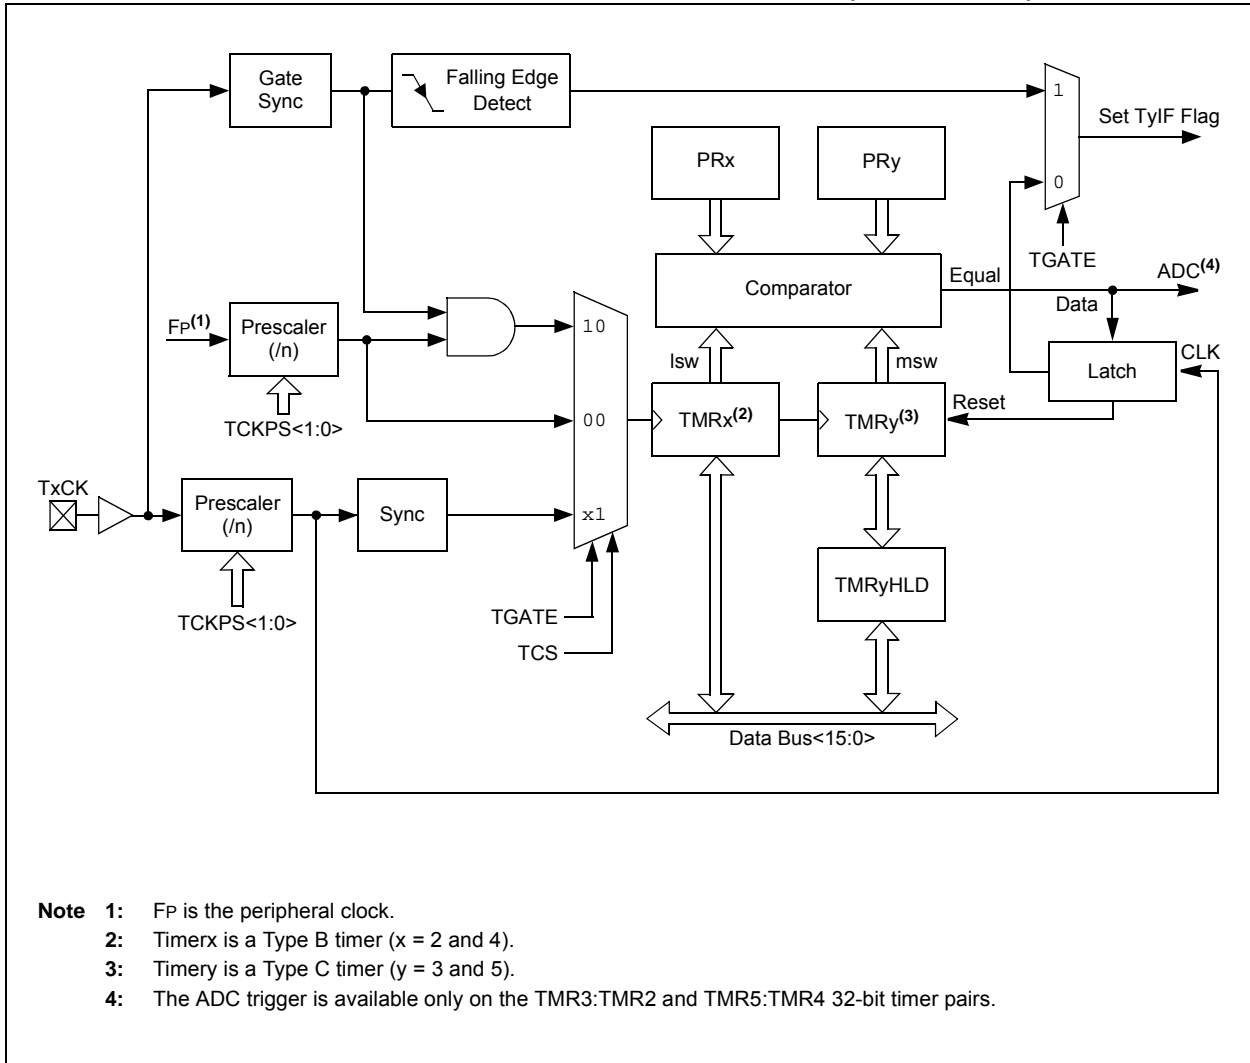 Gate
Sync
Falling Edge
Detect
1
Set TyIF Flag
PRx
PRy
0
TGATE
Comparator
Equal
ADC(4)
Data
FP(1)
Prescaler
(/n)
10
lsw
msw
Latch
CLK
TCKPS<1:0>
00
TMRx(2)
TMRy(3)
Reset
TxCK
Prescaler
(/n)
Sync
x1
TCKPS<1:0>
TGATE
TCS
TMRyHLD
Data Bus<15:0>
Note 1: FP is the peripheral clock.
2: Timerx is a Type B timer (x = 2 and 4).
3: Timery is a Type C timer (y = 3 and 5).
4: The ADC trigger is available only on the TMR3:TMR2 and TMR5:TMR4 32-bit timer pairs.